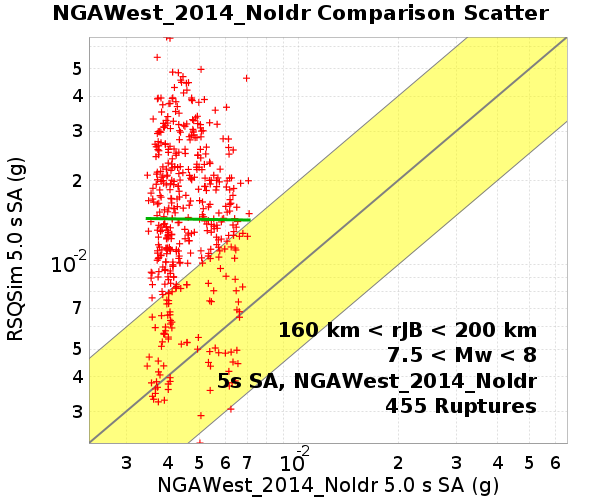 NGAWest_2014_NoIdr Comparison Scatter
RSQSim 5.0 s SA (g)
5
4
3
2
10-2
7
5
4
3
160 km < rJB < 200 km
7.5 < Mw < 8
5s SA, NGAWest_2014_NoIdr
455 Ruptures
3 4 5 6 7 10-2 2 3 4 5 6
NGAWest_2014_NoIdr 5.0 s SA (g)